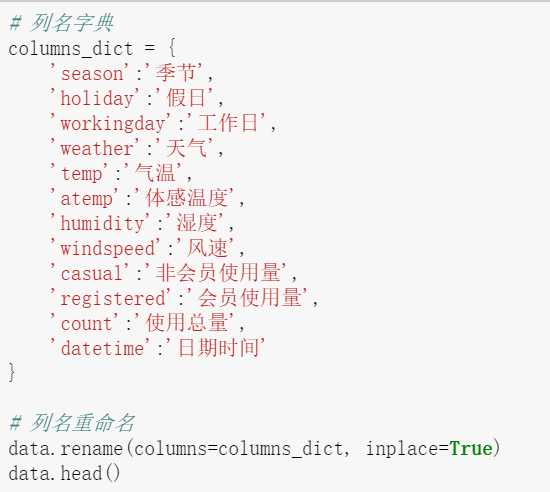 # 列名字典
columns_dict = {
    'season':'季节',
    'holiday':'假日',
    'workingday':'工作日',
    'weather':'天气',
    'temp':'气温',
    'atemp':'体感温度',
    'humidity':'湿度',
    'windspeed':'风速',
    'casual':'非会员使用量',
    'registered':'会员使用量',
    'count':'使用总量',
    'datetime':'日期时间'
}
# 列名重命名
data.rename(columns=columns_dict, inplace=True)
data.head()